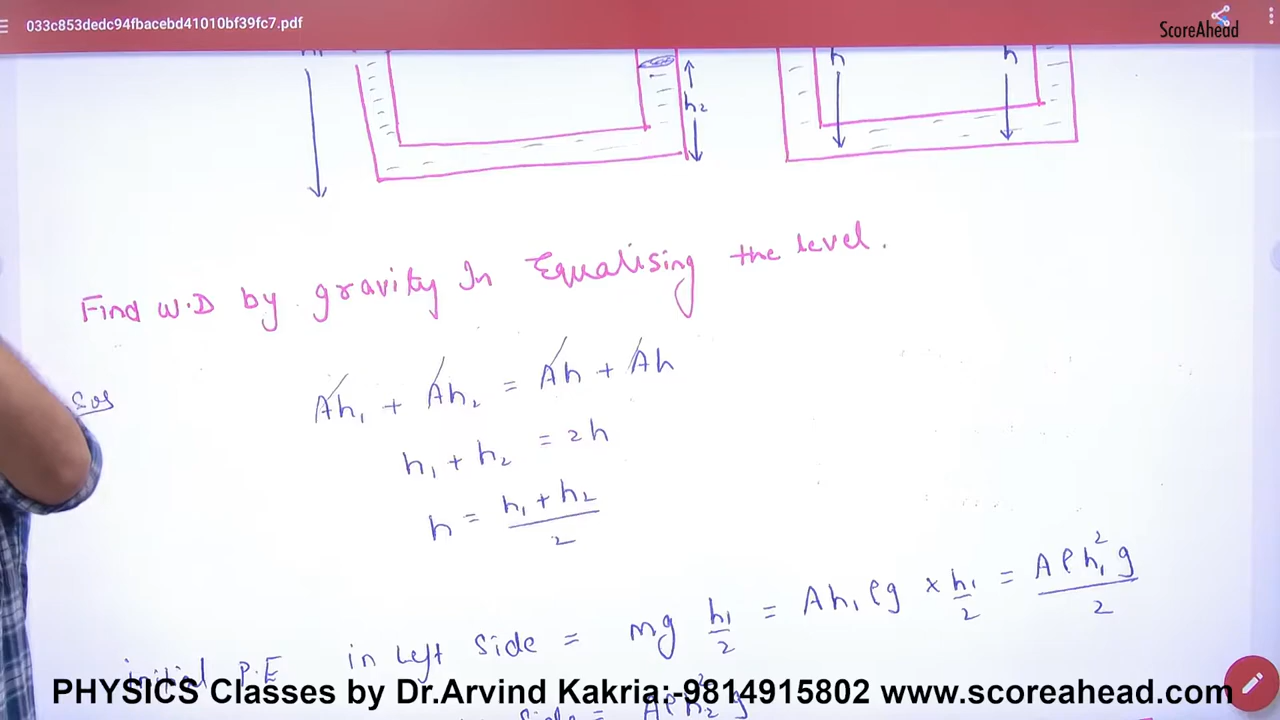 033c853dedc94fbacebd41010bf39fc7.pdf
ScoreAhead
h₂
h
h
Find W.D by gravity In Equalising the level.
Sol
Ah₁ + Ah₂ = Ah + Ah
h₁ + h₂ = 2h
h = h₁ + h₂ / 2
initial P.E in Left side = mg h₁/2 = Ah₁ρg × h₁/2 = Aρh₁²g / 2
side = Aρh₂²g
PHYSICS Classes by Dr.Arvind Kakria:-9814915802 www.scoreahead.com